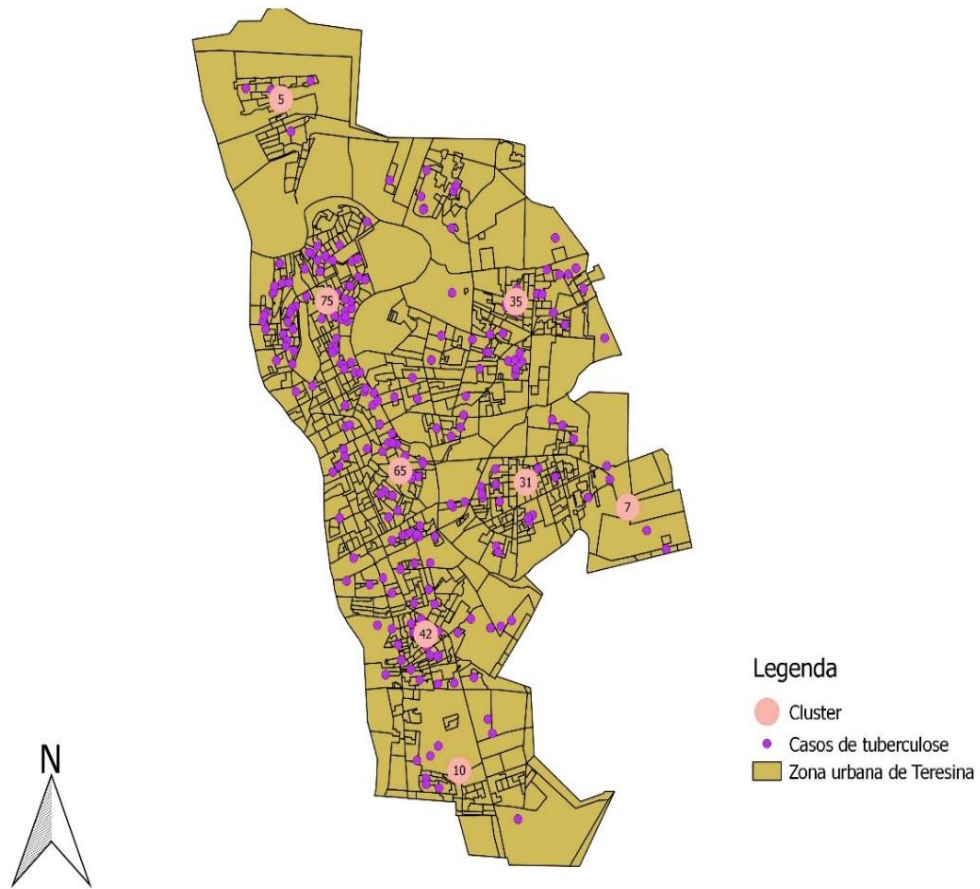 5
75
35
65
31
7
42
10
N
Legenda
Cluster
Casos de tuberculose
Zona urbana de Teresina